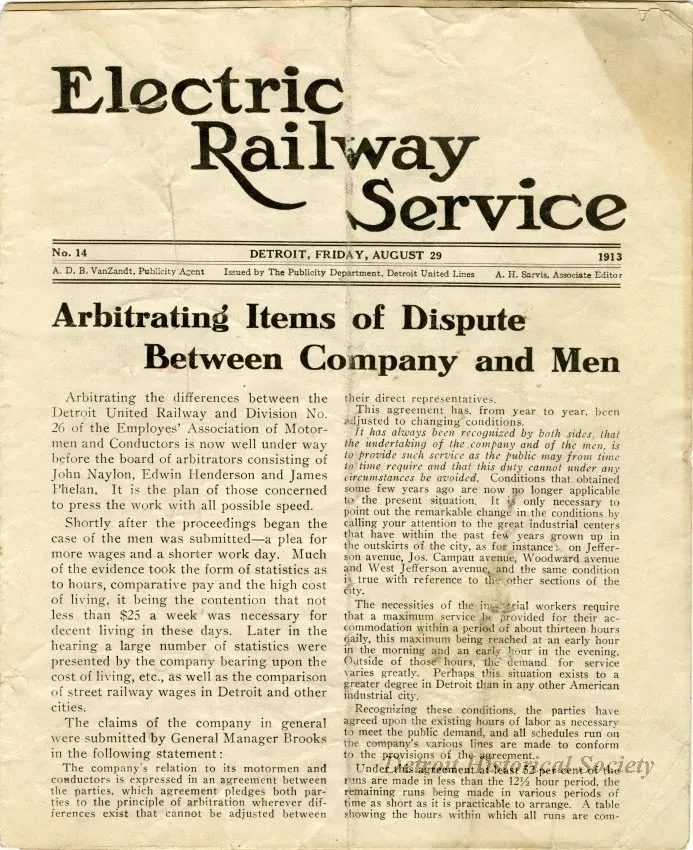 Electric
Railway
Service
No. 14 DETROIT, FRIDAY, AUGUST 29 1913
A. D. B. VanZandt, Publicity Agent Issued by The Publicity Department, Detroit United Lines A. H. Sarvis, Associate Editor
Arbitrating Items of Dispute
Between Company and Men
Arbitrating the differences between the
Detroit United Railway and Division No.
26 of the Employes' Association of Motor-
men and Conductors is now well under way
before the board of arbitrators consisting of
John Naylon, Edwin Henderson and James
Phelan. It is the plan of those concerned
to press the work with all possible speed.
Shortly after the proceedings began the
case of the men was submitted—a plea for
more wages and a shorter work day. Much
of the evidence took the form of statistics as
to hours, comparative pay and the high cost
of living, it being the contention that not
less than $25 a week was necessary for
decent living in these days. Later in the
hearing a large number of statistics were
presented by the company bearing upon the
cost of living, etc., as well as the comparison
of street railway wages in Detroit and other
cities.
The claims of the company in general
were submitted by General Manager Brooks
in the following statement:
The company's relation to its motormen and
conductors is expressed in an agreement between
the parties, which agreement pledges both par-
ties to the principle of arbitration wherever dif-
ferences exist that cannot be adjusted between
their direct representatives.
This agreement has, from year to year, been
adjusted to changing conditions.
It has always been recognized by both sides, that
the undertaking of the company and of the men, is
to provide such service as the public may from time
to time require and that this duty cannot under any
circumstances be avoided. Conditions that obtained
some few years ago are now no longer applicable
to the present situation. It is only necessary to
point out the remarkable change in the conditions by
calling your attention to the great industrial centers
that have within the past few years grown up in
the outskirts of the city, as for instance: on Jeffer-
son avenue, Jos. Campau avenue, Woodward avenue
and West Jefferson avenue, and the same condition
is true with reference to the other sections of the
city.
The necessities of the industrial workers require
that a maximum service be provided for their ac-
commodation within a period of about thirteen hours
daily, this maximum being reached at an early hour
in the morning and an early hour in the evening.
Outside of those hours, the demand for service
varies greatly. Perhaps this situation exists to a
greater degree in Detroit than in any other American
industrial city.
Recognizing these conditions, the parties have
agreed upon the existing hours of labor as necessary
to meet the public demand, and all schedules run on
the company's various lines are made to conform
to the provisions of the agreement.
Under this agreement at least 52 per cent of the
runs are made in less than the 12½ hour period, the
remaining runs being made in various periods of
time as short as it is practicable to arrange. A table
showing the hours within which all runs are com-
Detroit Historical Society